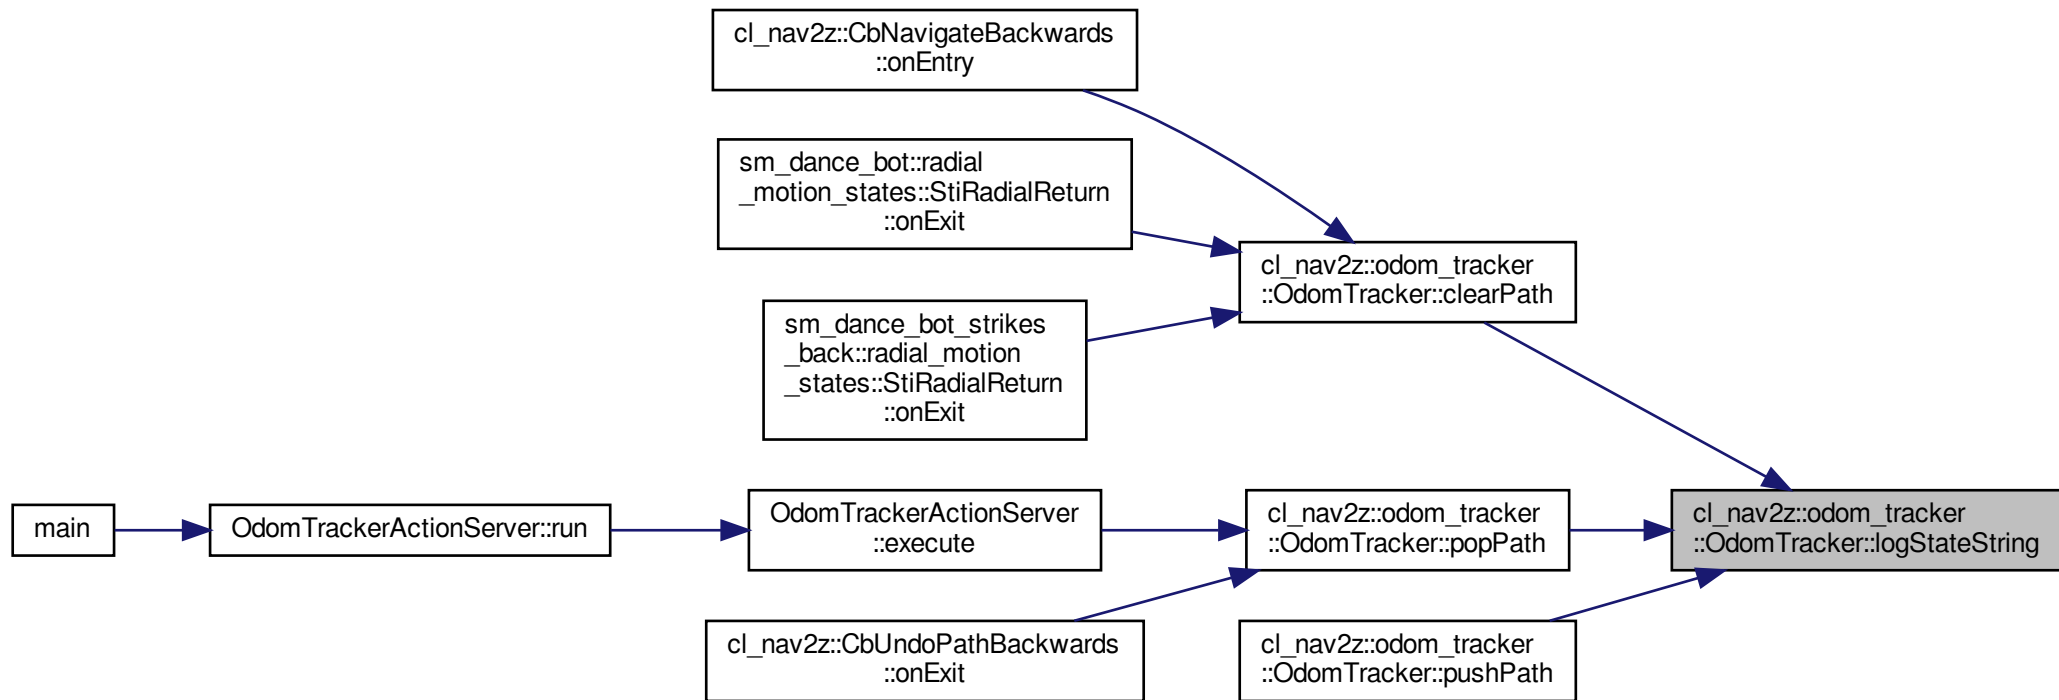 cl_nav2z::CbNavigateBackwards
::onEntry
sm_dance_bot::radial
_motion_states::StiRadialReturn
::onExit
cl_nav2z::odom_tracker
::OdomTracker::clearPath
sm_dance_bot_strikes
_back::radial_motion
_states::StiRadialReturn
::onExit
main
OdomTrackerActionServer::run
OdomTrackerActionServer
::execute
cl_nav2z::odom_tracker
::OdomTracker::popPath
cl_nav2z::odom_tracker
::OdomTracker::logStateString
cl_nav2z::CbUndoPathBackwards
::onExit
cl_nav2z::odom_tracker
::OdomTracker::pushPath